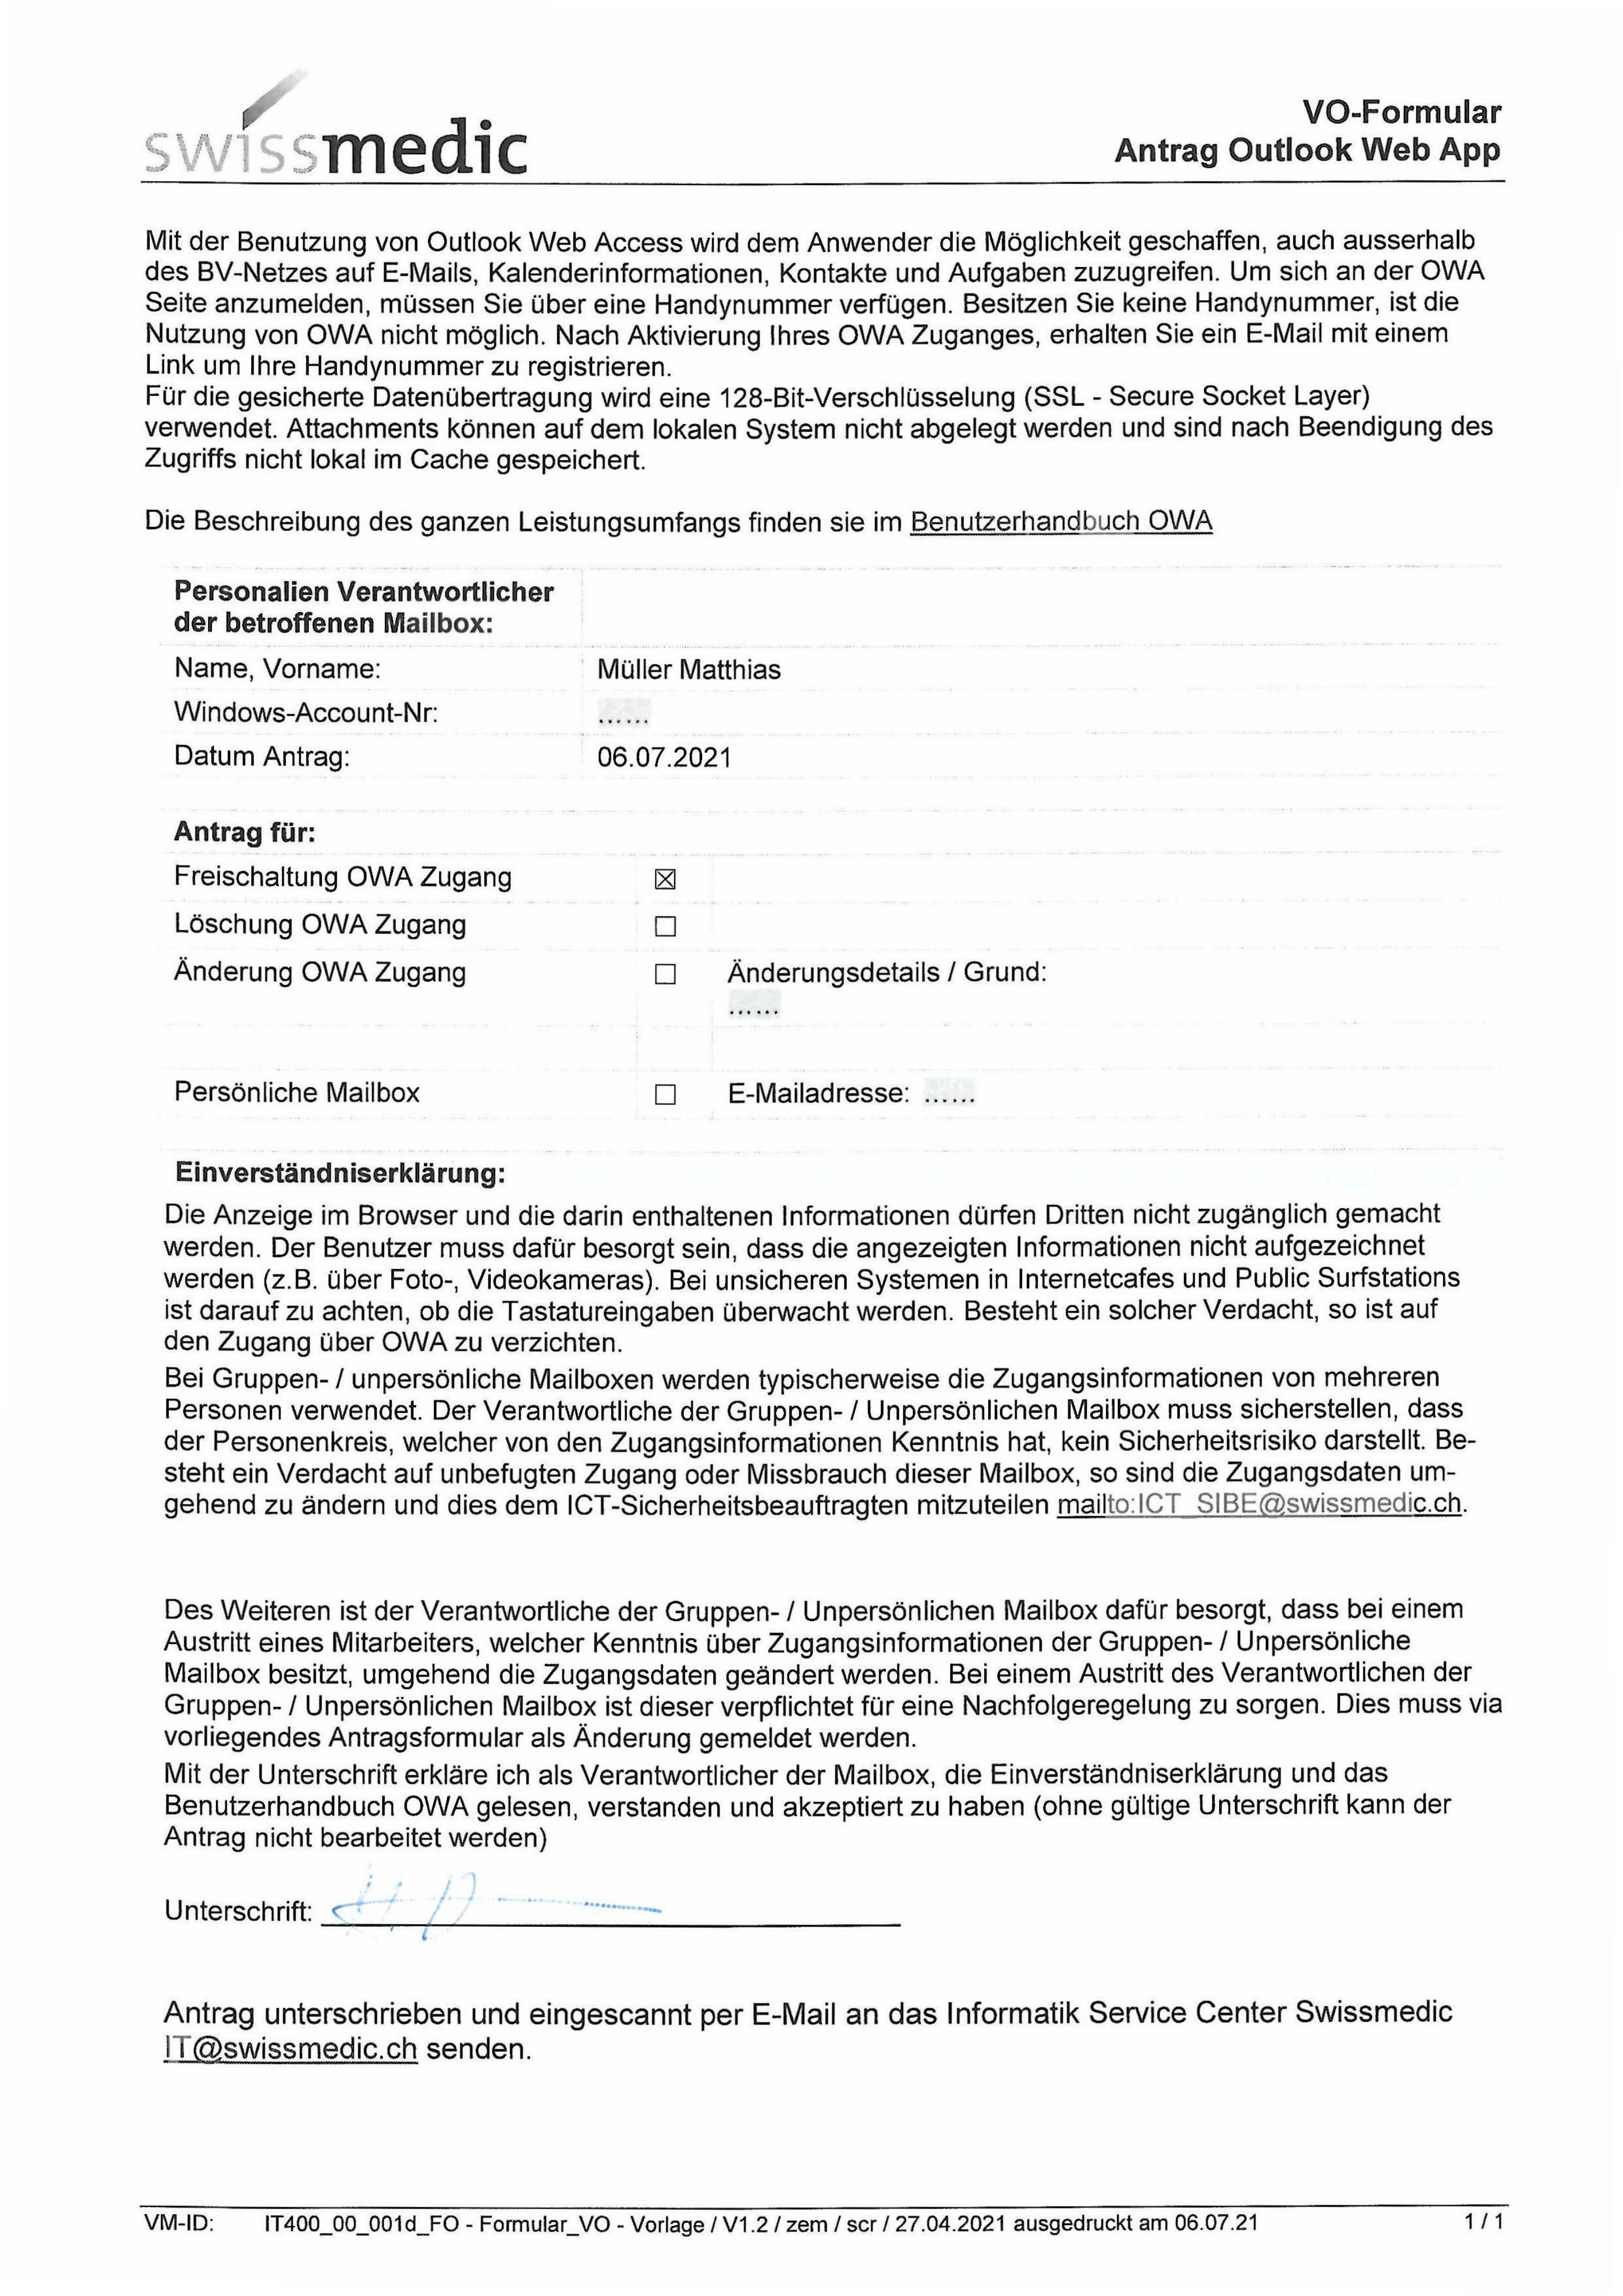 swissmedic
VO-Formular
Antrag Outlook Web App
Mit der Benutzung von Outlook Web Access wird dem Anwender die Möglichkeit geschaffen, auch ausserhalb
des BV-Netzes auf E-Mails, Kalenderinformationen, Kontakte und Aufgaben zuzugreifen. Um sich an der OWA
Seite anzumelden, müssen Sie über eine Handynummer verfügen. Besitzen Sie keine Handynummer, ist die
Nutzung von OWA nicht möglich. Nach Aktivierung Ihres OWA Zuganges, erhalten Sie ein E-Mail mit einem
Link um Ihre Handynummer zu registrieren.
Für die gesicherte Datenübertragung wird eine 128-Bit-Verschlüsselung (SSL - Secure Socket Layer)
verwendet. Attachments können auf dem lokalen System nicht abgelegt werden und sind nach Beendigung des
Zugriffs nicht lokal im Cache gespeichert.
Die Beschreibung des ganzen Leistungsumfangs finden sie im Benutzerhandbuch OWA
Personalien Verantwortlicher
der betroffenen Mailbox:
Name, Vorname: Müller Matthias
Windows-Account-Nr: ......
Datum Antrag: 06.07.2021
Antrag für:
Freischaltung OWA Zugang ☒
Löschung OWA Zugang ☐
Änderung OWA Zugang ☐ Änderungsdetails / Grund:
......
Persönliche Mailbox ☐ E-Mailadresse: ......
Einverständniserklärung:
Die Anzeige im Browser und die darin enthaltenen Informationen dürfen Dritten nicht zugänglich gemacht
werden. Der Benutzer muss dafür besorgt sein, dass die angezeigten Informationen nicht aufgezeichnet
werden (z.B. über Foto-, Videokameras). Bei unsicheren Systemen in Internetcafes und Public Surfstations
ist darauf zu achten, ob die Tastatureingaben überwacht werden. Besteht ein solcher Verdacht, so ist auf
den Zugang über OWA zu verzichten.
Bei Gruppen- / unpersönliche Mailboxen werden typischerweise die Zugangsinformationen von mehreren
Personen verwendet. Der Verantwortliche der Gruppen- / Unpersönlichen Mailbox muss sicherstellen, dass
der Personenkreis, welcher von den Zugangsinformationen Kenntnis hat, kein Sicherheitsrisiko darstellt. Be-
steht ein Verdacht auf unbefugten Zugang oder Missbrauch dieser Mailbox, so sind die Zugangsdaten um-
gehend zu ändern und dies dem ICT-Sicherheitsbeauftragten mitzuteilen mailto:ICT_SIBE@swissmedic.ch.
Des Weiteren ist der Verantwortliche der Gruppen- / Unpersönlichen Mailbox dafür besorgt, dass bei einem
Austritt eines Mitarbeiters, welcher Kenntnis über Zugangsinformationen der Gruppen- / Unpersönliche
Mailbox besitzt, umgehend die Zugangsdaten geändert werden. Bei einem Austritt des Verantwortlichen der
Gruppen- / Unpersönlichen Mailbox ist dieser verpflichtet für eine Nachfolgeregelung zu sorgen. Dies muss via
vorliegendes Antragsformular als Änderung gemeldet werden.
Mit der Unterschrift erkläre ich als Verantwortlicher der Mailbox, die Einverständniserklärung und das
Benutzerhandbuch OWA gelesen, verstanden und akzeptiert zu haben (ohne gültige Unterschrift kann der
Antrag nicht bearbeitet werden)
Unterschrift:
Antrag unterschrieben und eingescannt per E-Mail an das Informatik Service Center Swissmedic
IT@swissmedic.ch senden.
VM-ID: IT400_00_001d_FO - Formular_VO - Vorlage / V1.2 / zem / scr / 27.04.2021 ausgedruckt am 06.07.21 1 / 1